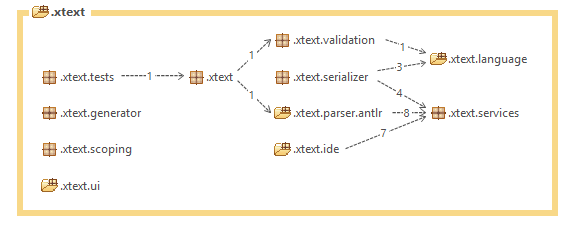 .xtext
.xtext.validation
1
.xtext.language
1
3
.xtext.tests
1
.xtext
.xtext.serializer
4
1
.xtext.generator
.xtext.parser.antlr
8
.xtext.services
7
.xtext.scoping
.xtext.ide
.xtext.ui